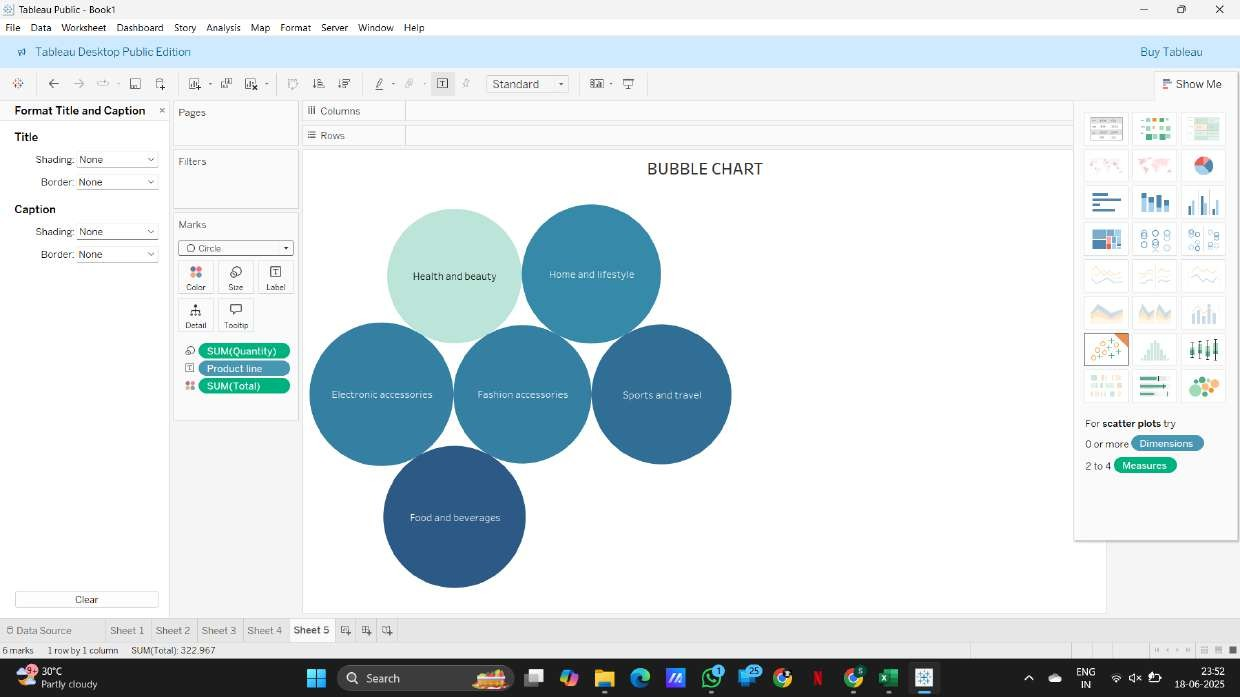 Tableau Public - Book1
File Data Worksheet Dashboard Story Analysis Map Format Server Window Help
Tableau Desktop Public Edition
Buy Tableau
Standard
Show Me
Format Title and Caption
Title
Shading: None
Border: None
Caption
Shading: None
Border: None
Clear
Pages
Filters
Marks
Circle
Color
Size
Label
Detail
Tooltip
SUM(Quantity)
Product line
SUM(Total)
Columns
Rows
BUBBLE CHART
Health and beauty
Home and lifestyle
Electronic accessories
Fashion accessories
Sports and travel
Food and beverages
For scatter plots try
0 or more Dimensions
2 to 4 Measures
Data Source
Sheet 1
Sheet 2
Sheet 3
Sheet 4
Sheet 5
6 marks 1 row by 1 column SUM(Total): 322,967
9+
30°C
Partly cloudy
Search
1
25
S
ENG
IN
23:52
18-06-2025